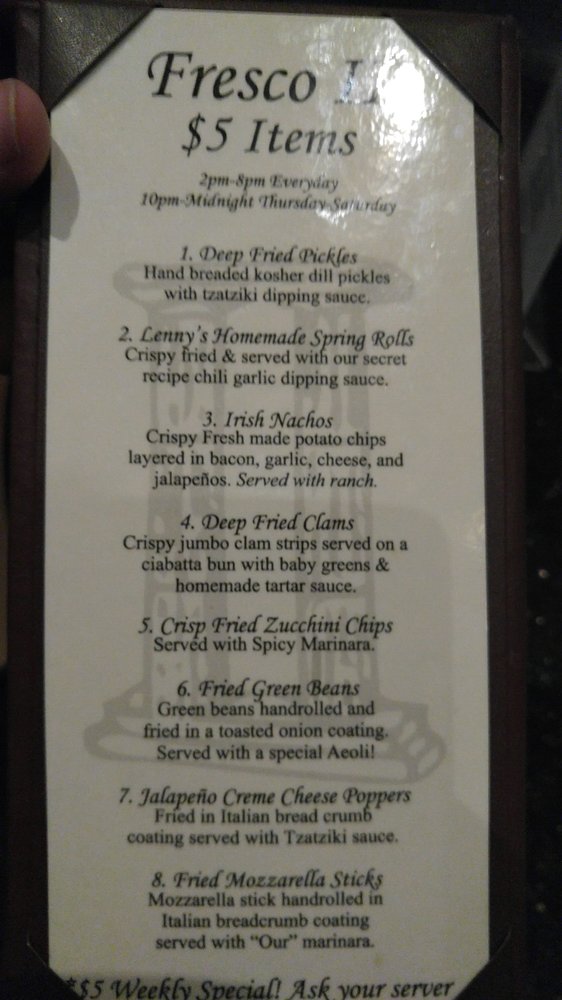 Fresco II
$5 Items
2pm-8pm Everyday
10pm-Midnight Thursday-Saturday
1. Deep Fried Pickles
Hand breaded kosher dill pickles
with tzatziki dipping sauce.
2. Lenny's Homemade Spring Rolls
Crispy fried & served with our secret
recipe chili garlic dipping sauce.
3. Irish Nachos
Crispy Fresh made potato chips
layered in bacon, garlic, cheese, and
jalapeños. Served with ranch.
4. Deep Fried Clams
Crispy jumbo clam strips served on a
ciabatta bun with baby greens &
homemade tartar sauce.
5. Crisp Fried Zucchini Chips
Served with Spicy Marinara.
6. Fried Green Beans
Green beans handrolled and
fried in a toasted onion coating.
Served with a special Aeoli!
7. Jalapeño Creme Cheese Poppers
Fried in Italian bread crumb
coating served with Tzatziki sauce.
8. Fried Mozzarella Sticks
Mozzarella stick handrolled in
Italian breadcrumb coating
served with "Our" marinara.
*$5 Weekly Special! Ask your server